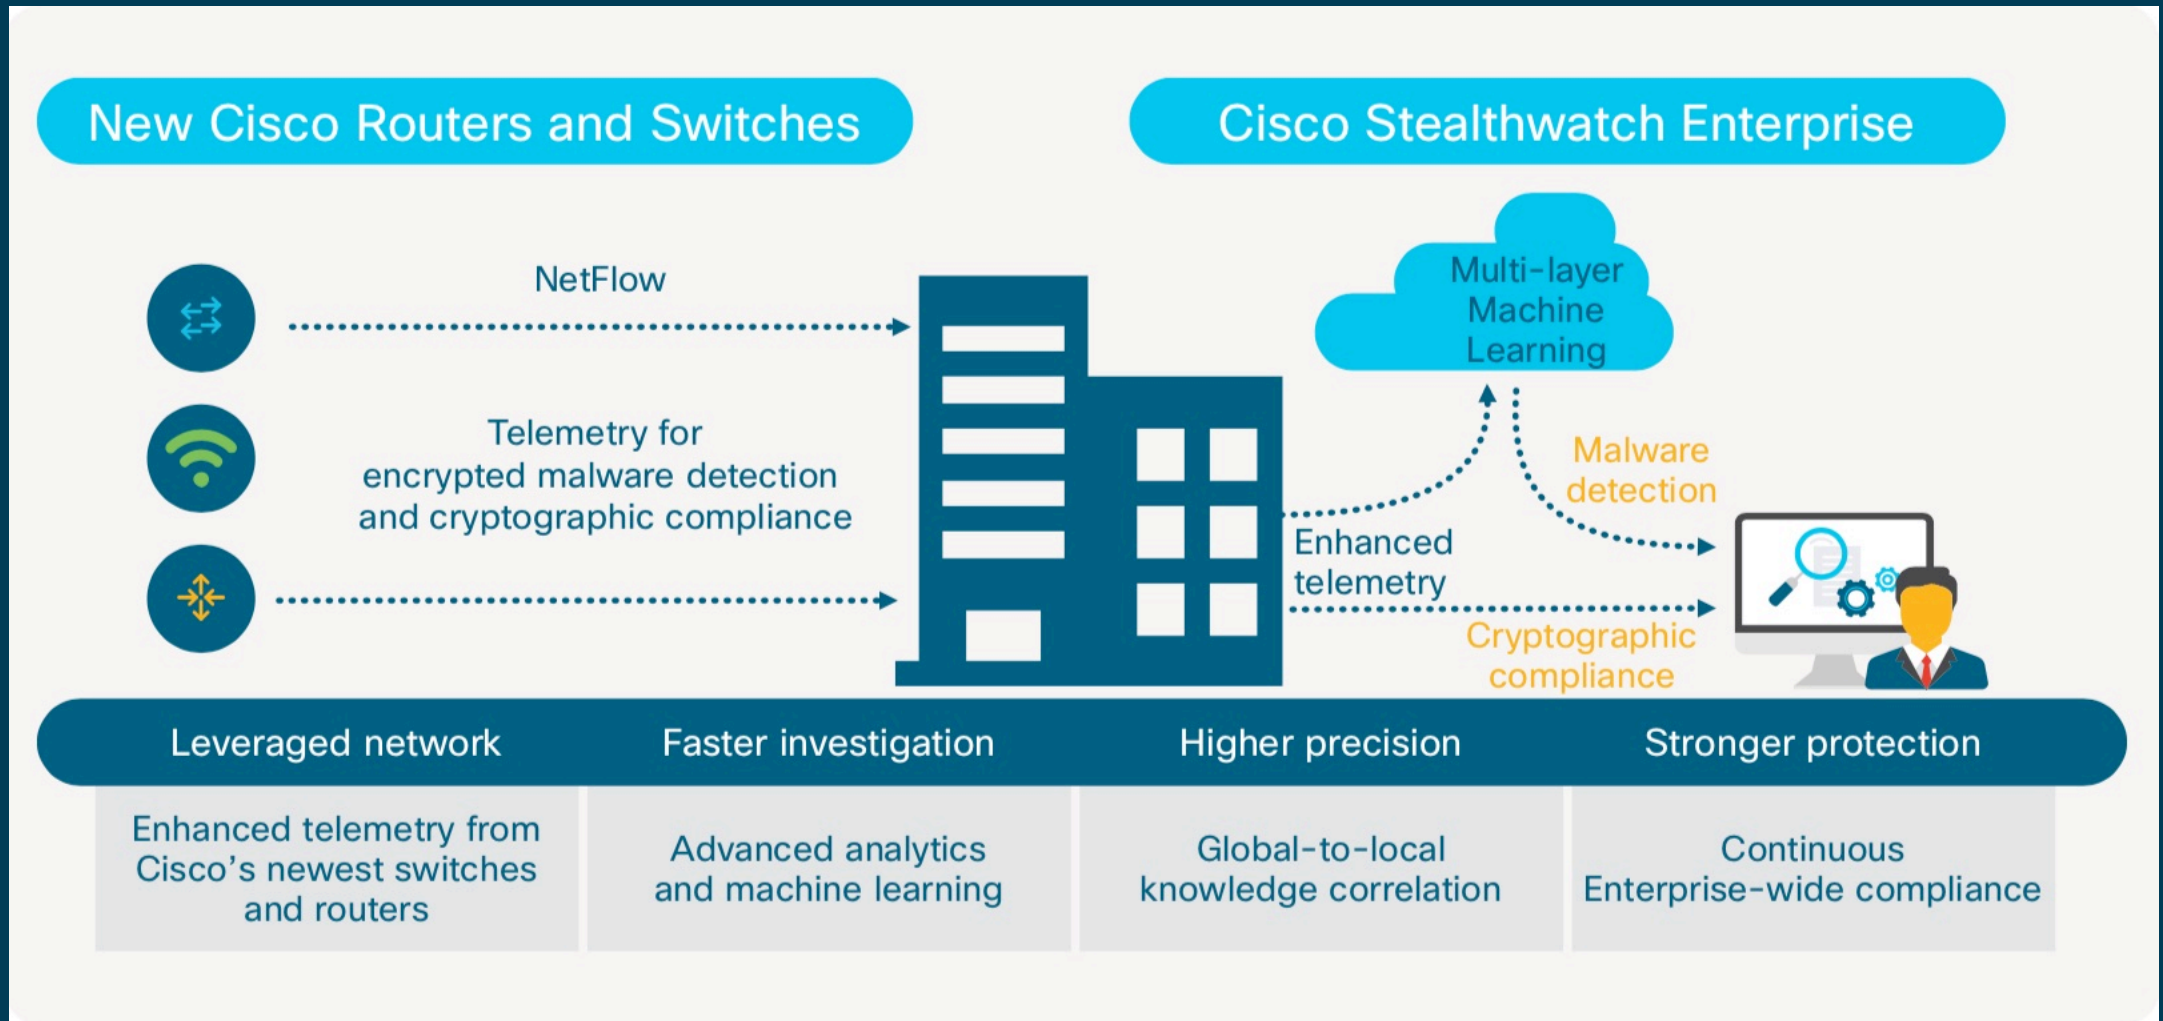 New Cisco Routers and Switches
Cisco Stealthwatch Enterprise
NetFlow
Telemetry for
encrypted malware detection
and cryptographic compliance
Multi-layer
Machine
Learning
Malware
detection
Enhanced
telemetry
Cryptographic
compliance
Leveraged network
Faster investigation
Higher precision
Stronger protection
Enhanced telemetry from
Cisco’s newest switches
and routers
Advanced analytics
and machine learning
Global-to-local
knowledge correlation
Continuous
Enterprise-wide compliance